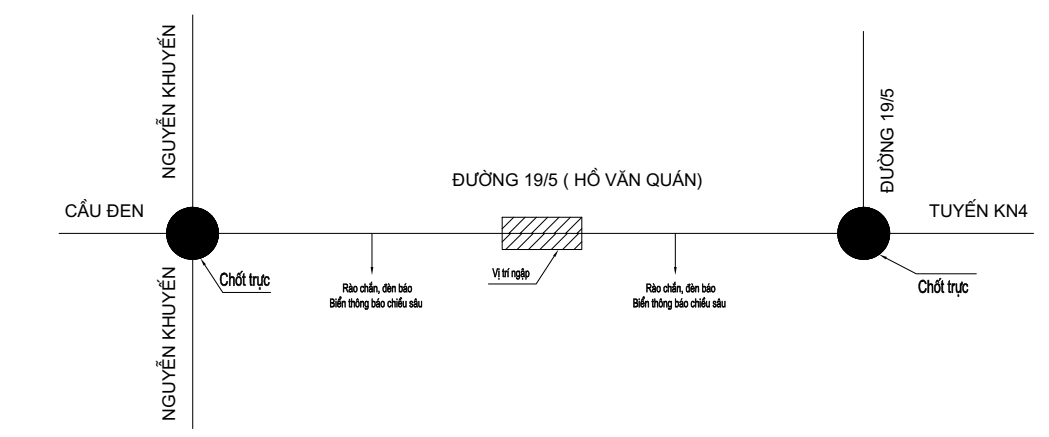 NGUYỄN KHUYẾN
ĐƯỜNG 19/5
ĐƯỜNG 19/5 ( HỒ VĂN QUÁN)
CẦU ĐEN
TUYẾN KN4
Vị trí ngập
Chốt trực
Rào chắn, đèn báo
Biển thông báo chiều sâu
Rào chắn, đèn báo
Biển thông báo chiều sâu
Chốt trực
NGUYỄN KHUYẾN